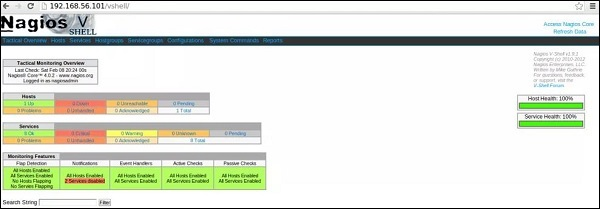 192.168.56.101/vshell/
Nagios V
SHELL
Access Nagios Core
Refresh Data
Tactical Overview Hosts Services Hostgroups Servicegroups Configurations System Commands Reports
Nagios V Shell v1.9.1
Copyright (c) 2010-2012
Nagios Enterprises, LLC.
Written by Mike Guthrie
For questions, feedback,
or support, visit the
V-Shell Forum.
Tactical Monitoring Overview
Last Check: Sat Feb 08 20:24 00s
Nagios® Core™ 4.0.2 - www.nagios.org
Logged in as nagiosadmin
Host Health: 100%
Service Health: 100%
Hosts
1 Up 0 Down 0 Unreachable 0 Pending
0 Problems 0 Unhandled 0 Acknowledged 1 Total
Services
0 Critical 0 Warning 0 Unknown 0 Pending
0 Problems 0 Unhandled 0 Acknowledged Total
Monitoring Features
Flap Detection Notifications Event Handlers Active Checks Passive Checks
All Hosts Enabled
All Services Enabled
No Hosts Flapping
No Servies Flapping
All Hosts Enabled
2 Services disabled
All Hosts Enabled
All Services Enabled
All Hosts Enabled
All Services Enabled
All Hosts Enabled
All Services Enabled
Search String Filter